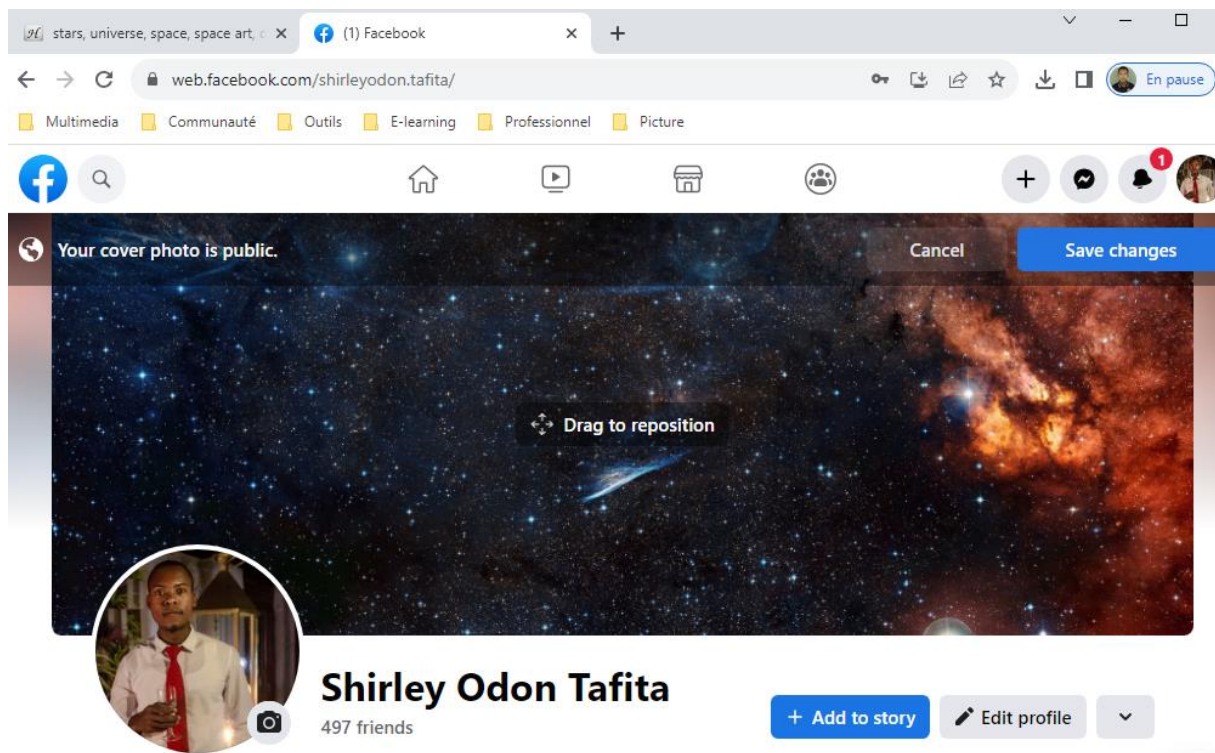 stars, universe, space, space art,
(1) Facebook
web.facebook.com/shirleyodon.tafita/
En pause
Multimedia Communauté Outils E-learning Professionnel Picture
1
Your cover photo is public. Cancel Save changes
Drag to reposition
Shirley Odon Tafita
497 friends
+ Add to story Edit profile